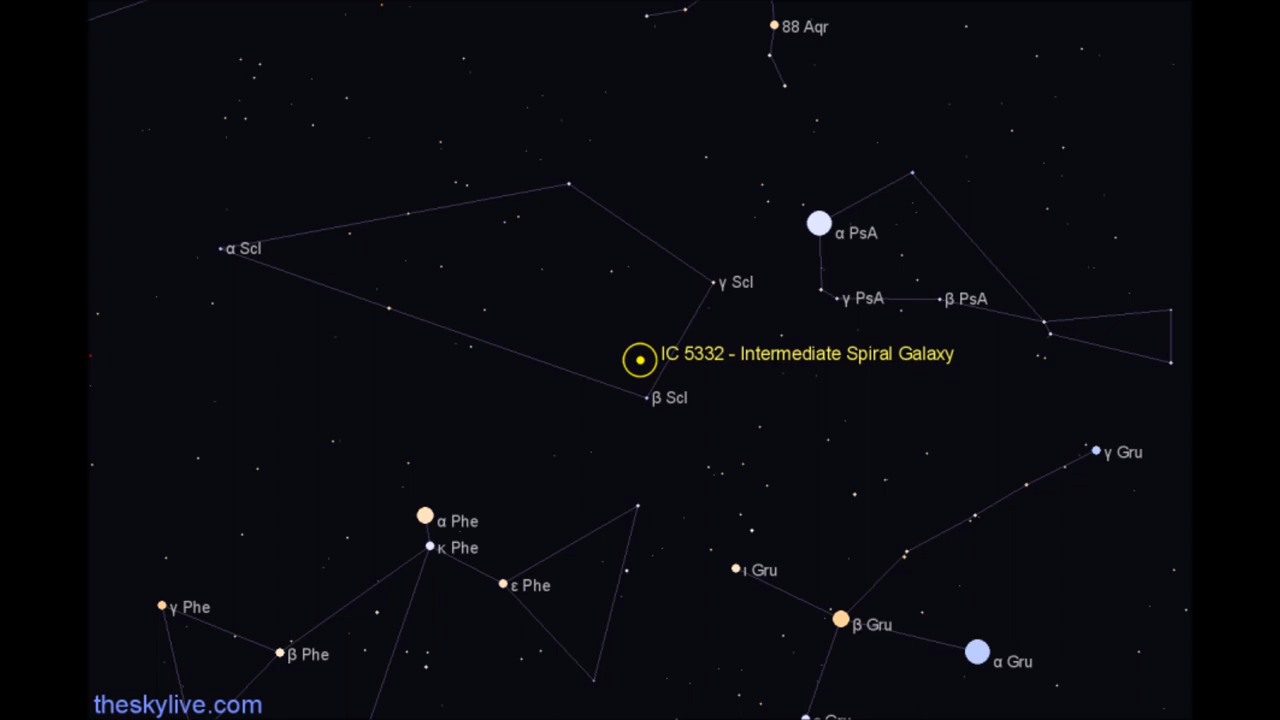 88 Aqr
α PsA
α Scl
γ Scl
γ PsA
β PsA
IC 5332 - Intermediate Spiral Galaxy
β Scl
γ Gru
α Phe
κ Phe
ι Gru
ε Phe
γ Phe
β Gru
β Phe
α Gru
theskylive.com